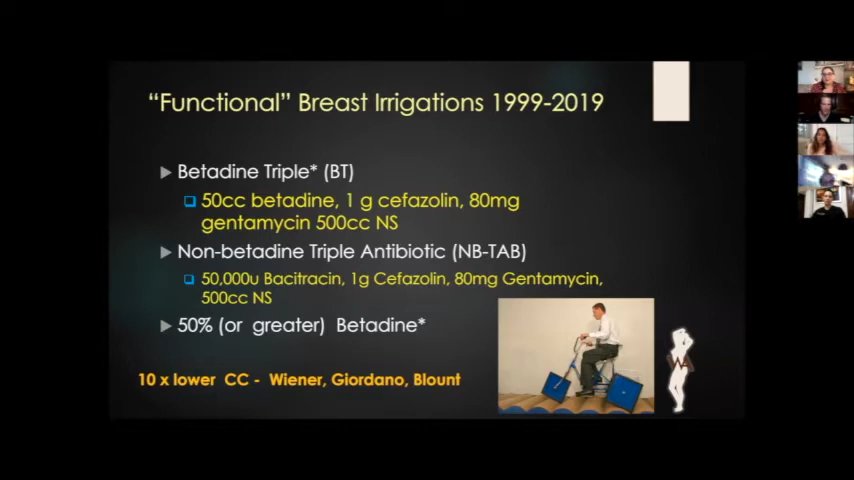 “Functional” Breast Irrigations 1999-2019
Betadine Triple* (BT)
50cc betadine, 1 g cefazolin, 80mg
gentamycin 500cc NS
Non-betadine Triple Antibiotic (NB-TAB)
50,000u Bacitracin, 1g Cefazolin, 80mg Gentamycin,
500cc NS
50% (or greater) Betadine*
10 x lower CC - Wiener, Giordano, Blount